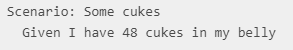 Scenario: Some cukes
Given I have 48 cukes in my belly